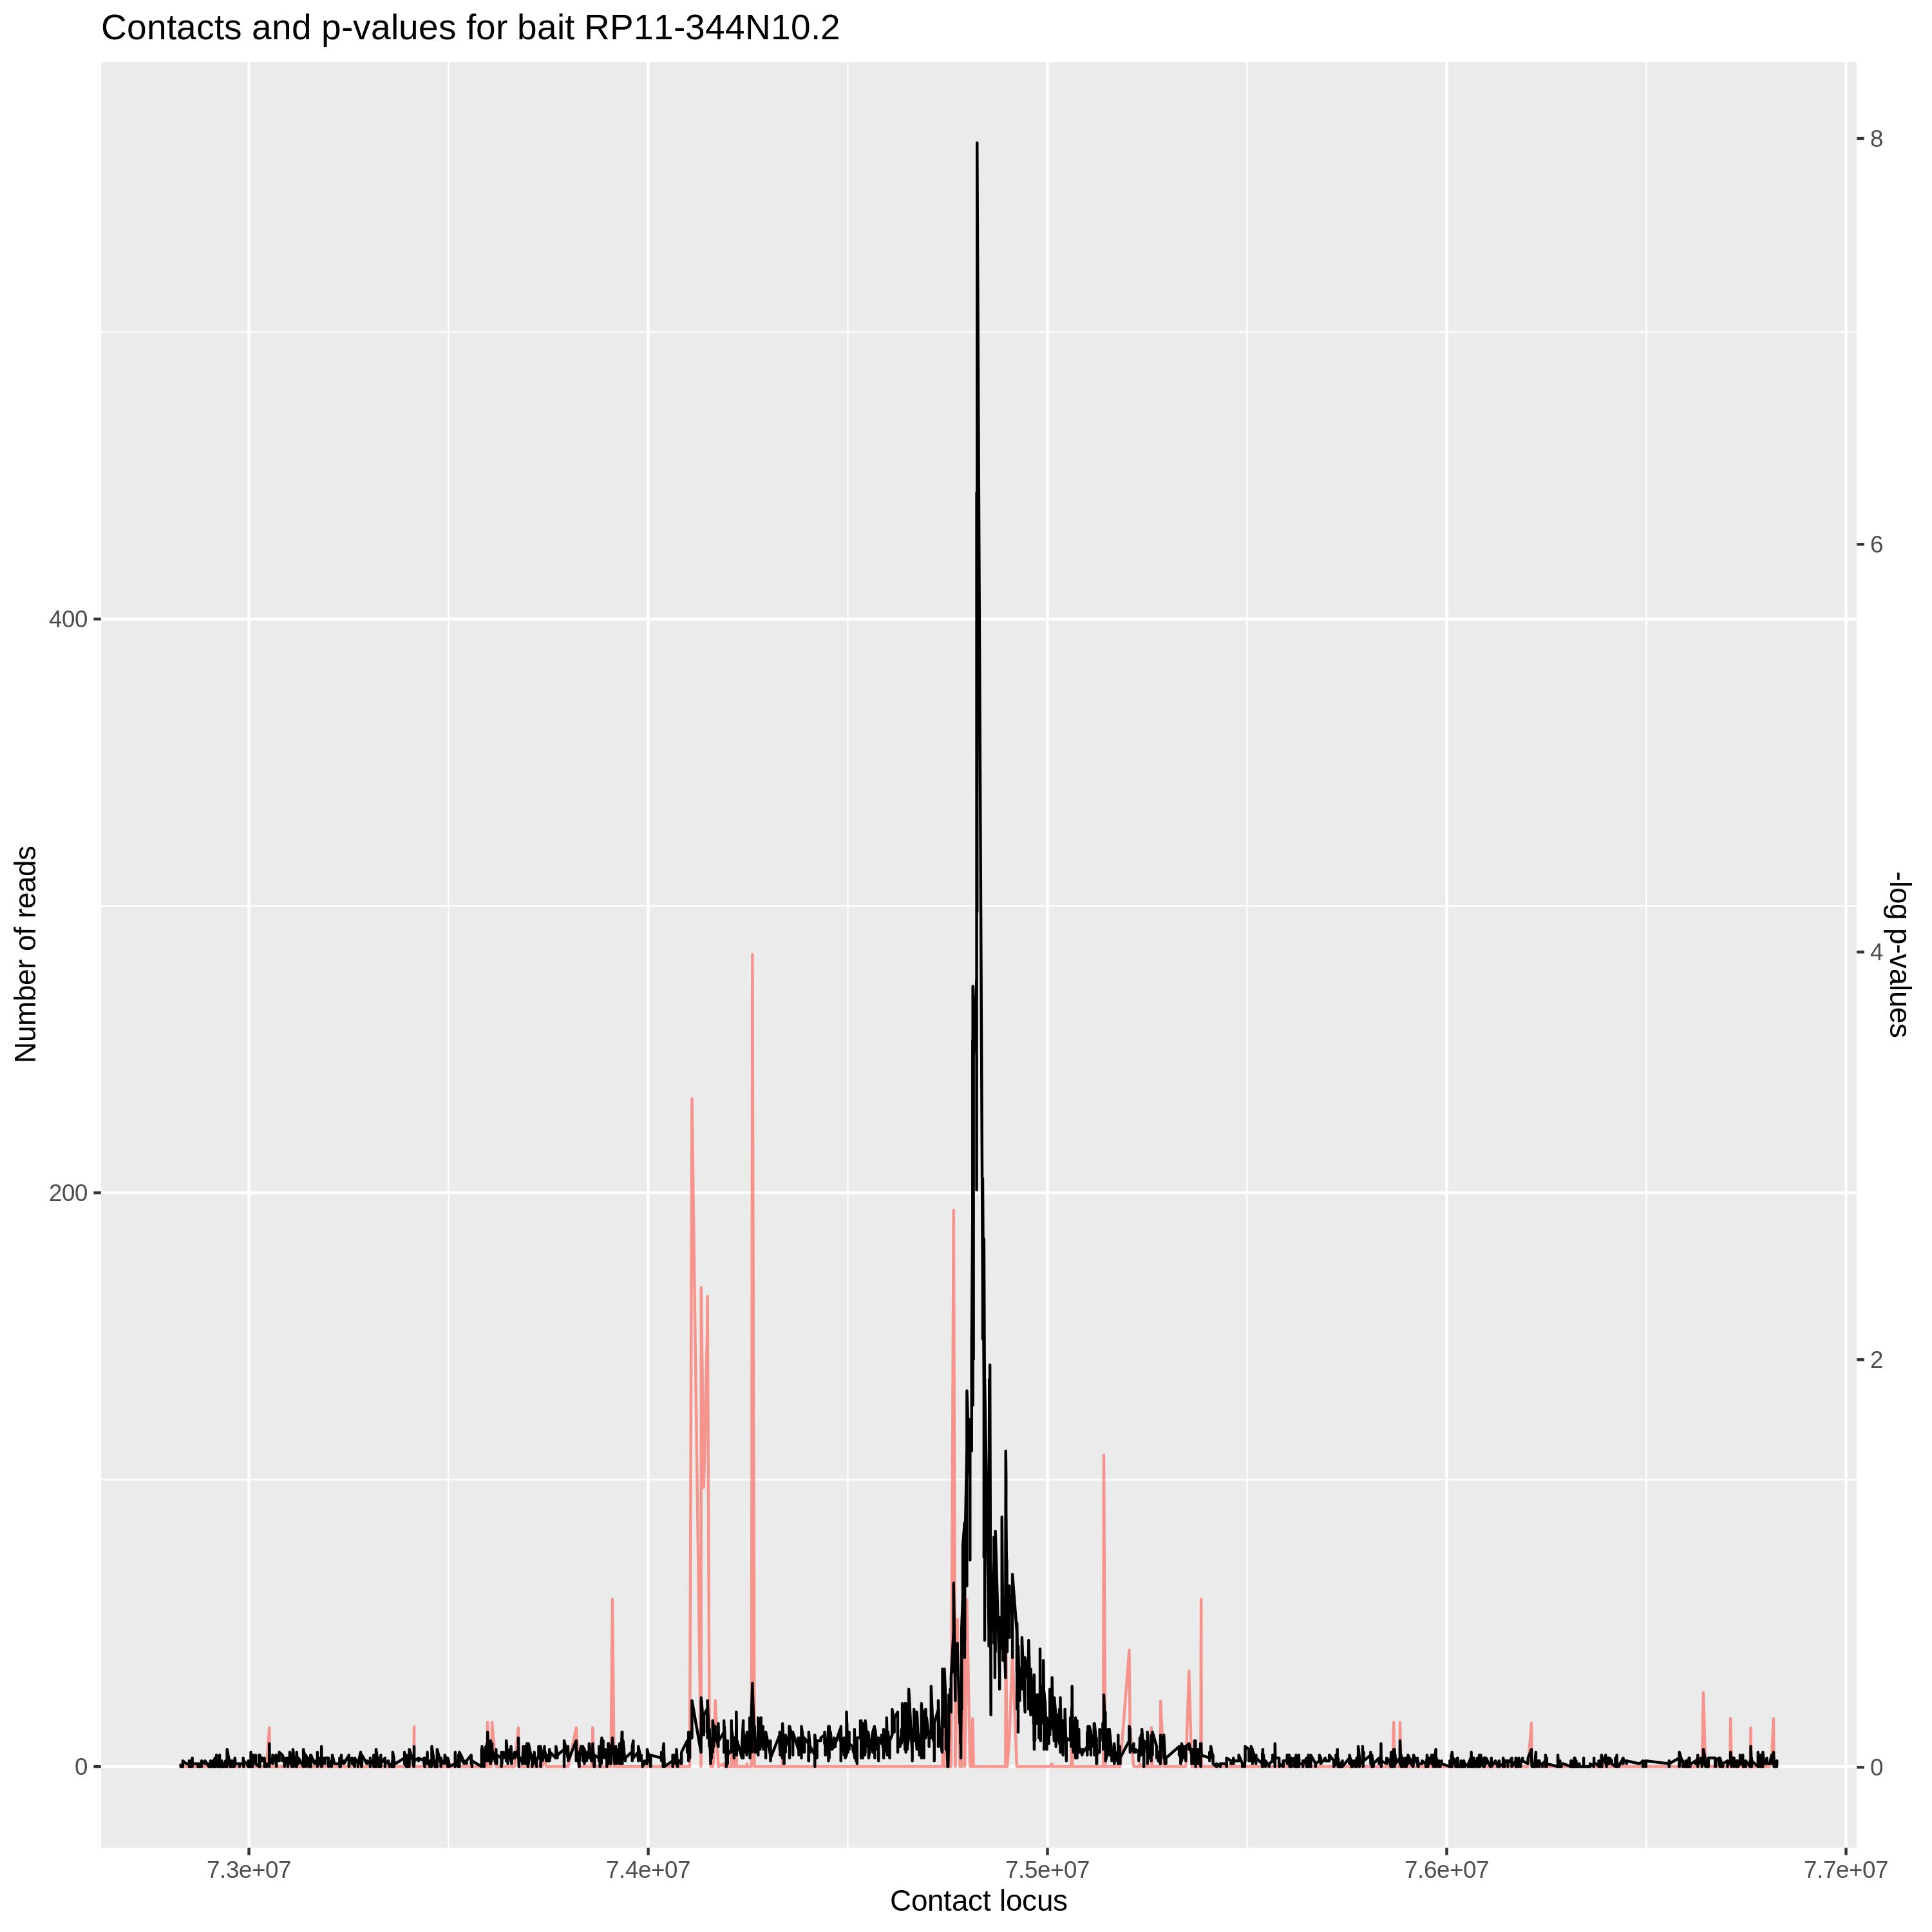 Contacts and p-values for bait RP11-344N10.2
Number of reads
400
200
0
8
6
4
2
0
-log p-values
7.3e+07 7.4e+07 7.5e+07 7.6e+07 7.7e+07
Contact locus